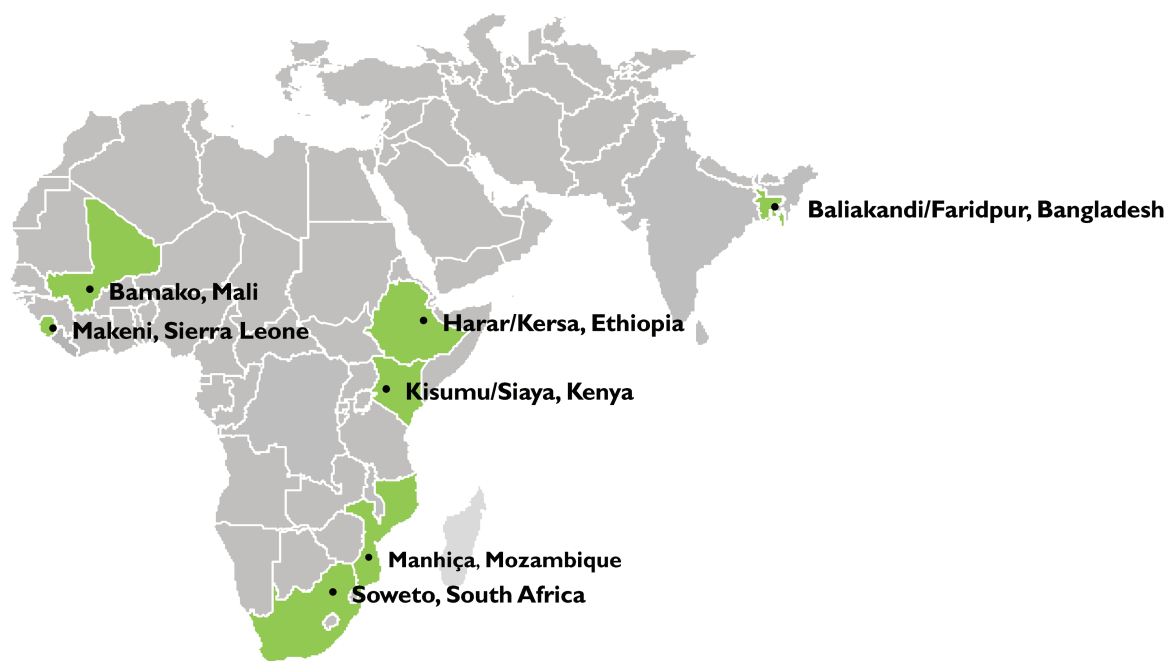 Baliakandi/Faridpur, Bangladesh
Bamako, Mali
Harar/Kersa, Ethiopia
Makeni, Sierra Leone
Kisumu/Siaya, Kenya
Manhiça, Mozambique
Soweto, South Africa